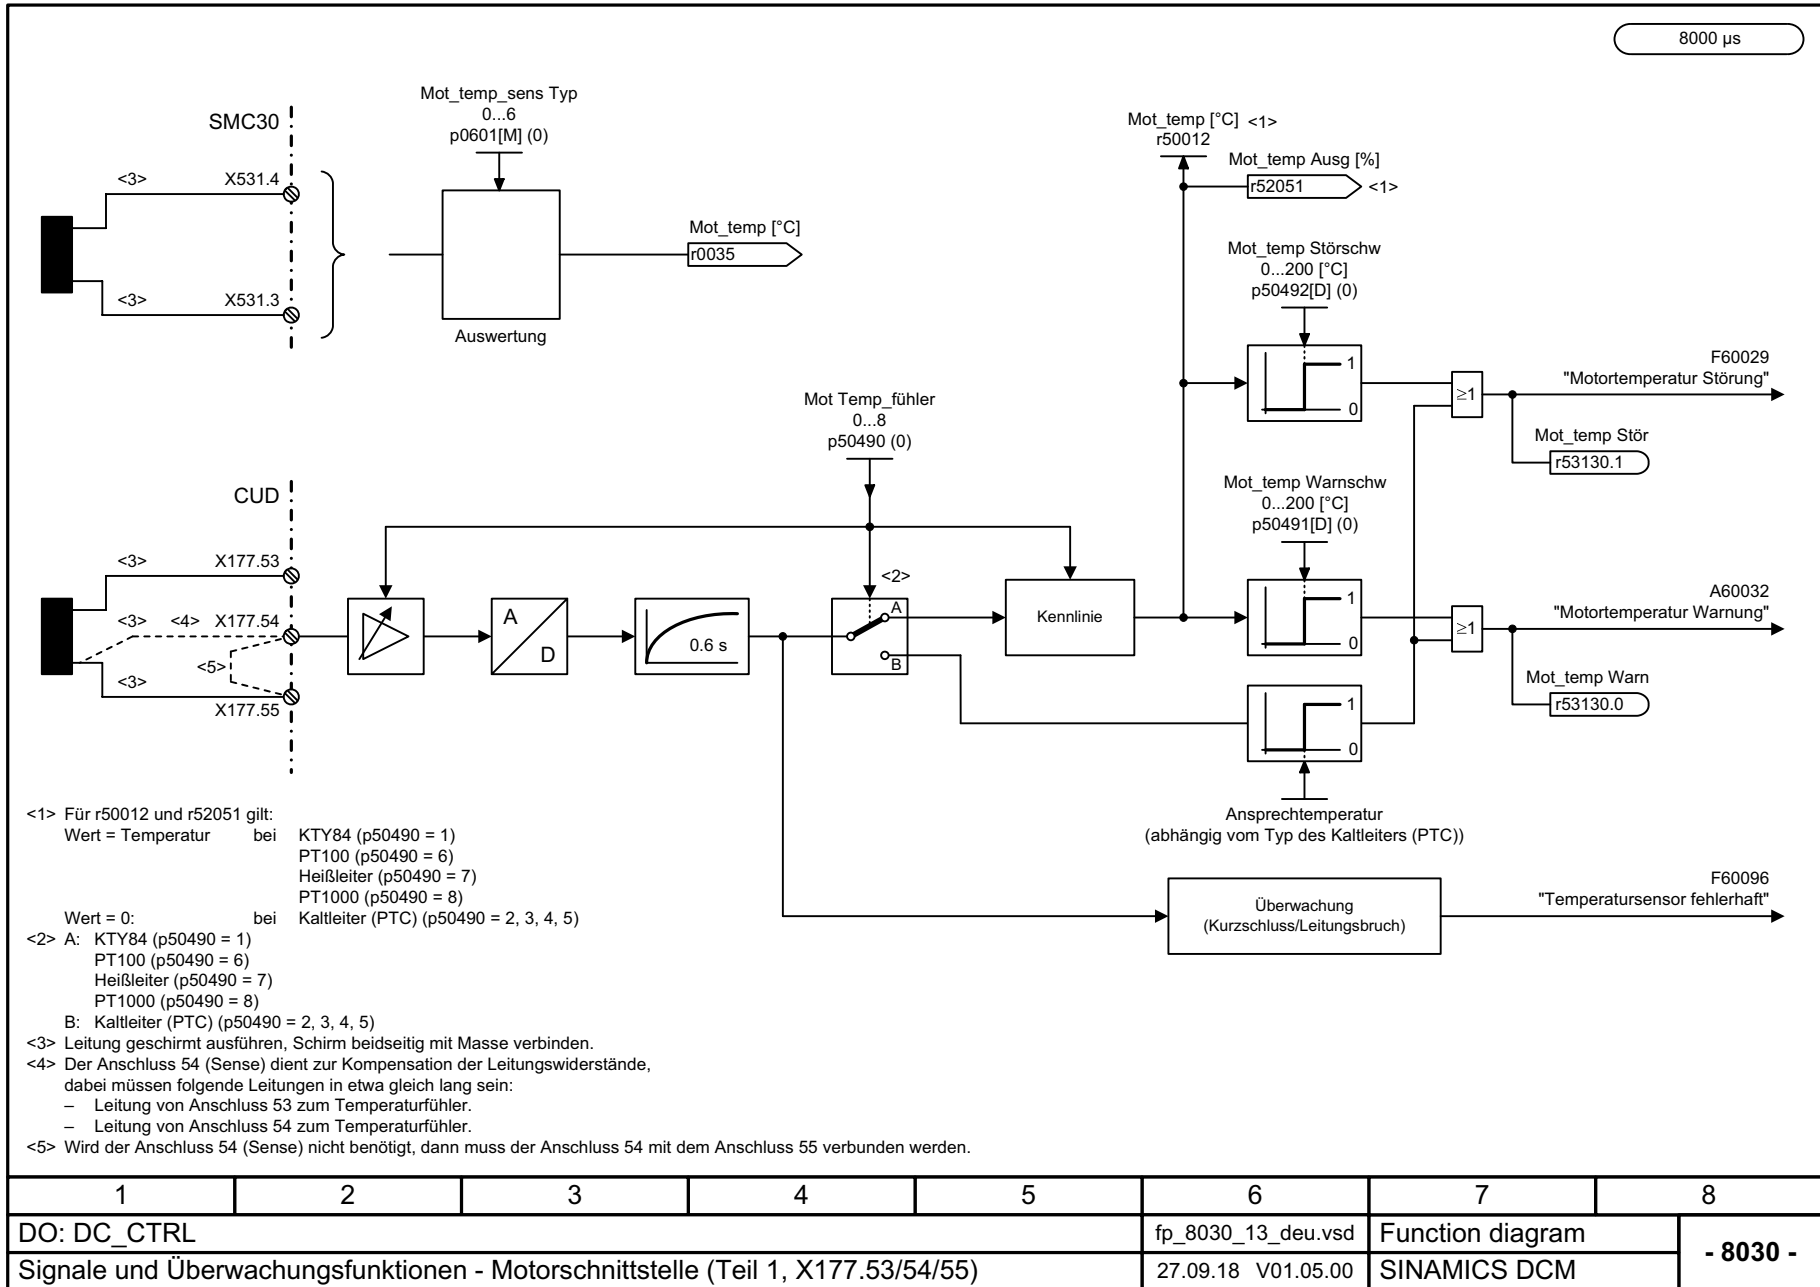 8000 µs
SMC30
<3> X531.4
<3> X531.3
Mot_temp_sens Typ
0...6
p0601[M] (0)
Auswertung
Mot_temp [°C]
r0035
Mot_temp [°C] <1>
r50012
Mot_temp Ausg [%]
r52051 <1>
Mot_temp Störschw
0...200 [°C]
p50492[D] (0)
1
0
≥1
F60029
"Motortemperatur Störung"
Mot_temp Stör
r53130.1
Mot Temp_fühler
0...8
p50490 (0)
CUD
<3> X177.53
<3> <4> X177.54
<5>
<3>
X177.55
A
D
0.6 s
<2>
A
B
Kennlinie
Mot_temp Warnschw
0...200 [°C]
p50491[D] (0)
1
0
≥1
A60032
"Motortemperatur Warnung"
Mot_temp Warn
r53130.0
1
0
Ansprechtemperatur
(abhängig vom Typ des Kaltleiters (PTC))
Überwachung
(Kurzschluss/Leitungsbruch)
F60096
"Temperatursensor fehlerhaft"
<1> Für r50012 und r52051 gilt:
Wert = Temperatur bei KTY84 (p50490 = 1)
PT100 (p50490 = 6)
Heißleiter (p50490 = 7)
PT1000 (p50490 = 8)
Wert = 0: bei Kaltleiter (PTC) (p50490 = 2, 3, 4, 5)
<2> A: KTY84 (p50490 = 1)
PT100 (p50490 = 6)
Heißleiter (p50490 = 7)
PT1000 (p50490 = 8)
B: Kaltleiter (PTC) (p50490 = 2, 3, 4, 5)
<3> Leitung geschirmt ausführen, Schirm beidseitig mit Masse verbinden.
<4> Der Anschluss 54 (Sense) dient zur Kompensation der Leitungswiderstände,
dabei müssen folgende Leitungen in etwa gleich lang sein:
– Leitung von Anschluss 53 zum Temperaturfühler.
– Leitung von Anschluss 54 zum Temperaturfühler.
<5> Wird der Anschluss 54 (Sense) nicht benötigt, dann muss der Anschluss 54 mit dem Anschluss 55 verbunden werden.
1 2 3 4 5 6 7 8
DO: DC_CTRL fp_8030_13_deu.vsd Function diagram
- 8030 -
Signale und Überwachungsfunktionen - Motorschnittstelle (Teil 1, X177.53/54/55) 27.09.18 V01.05.00 SINAMICS DCM